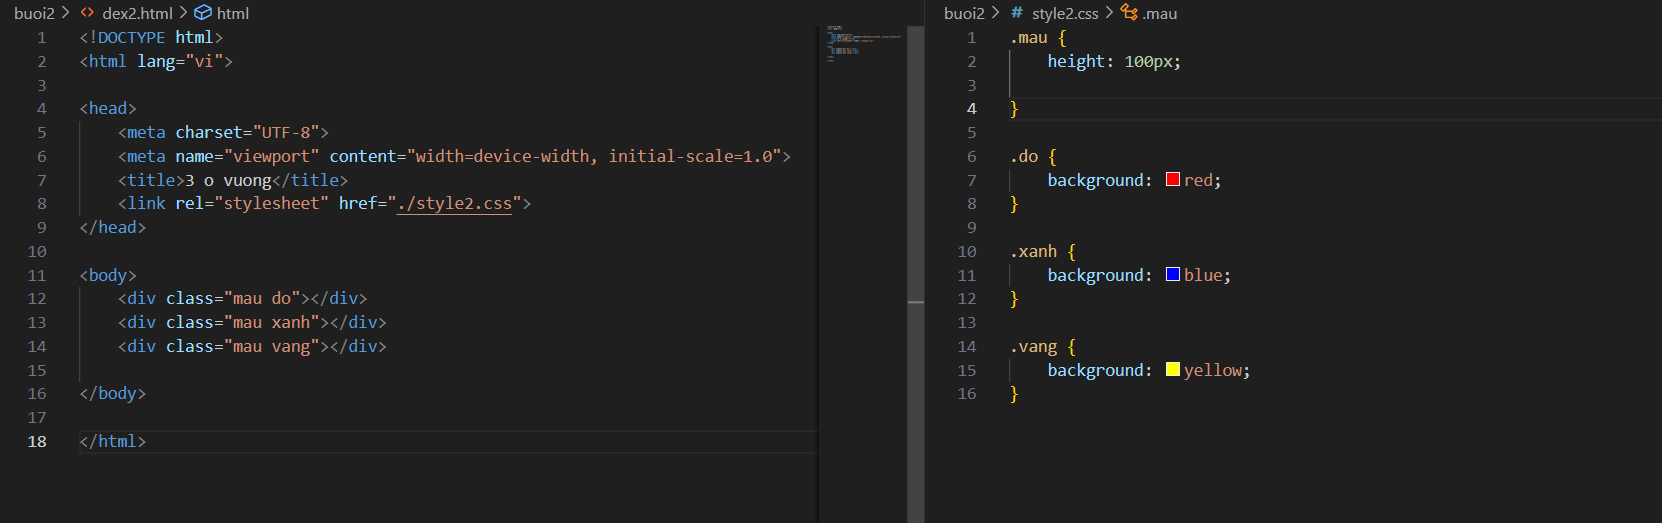 buoi2 > <> dex2.html > html
1 <!DOCTYPE html>
2 <html lang="vi">
3
4 <head>
5     <meta charset="UTF-8">
6     <meta name="viewport" content="width=device-width, initial-scale=1.0">
7     <title>3 o vuong</title>
8     <link rel="stylesheet" href="./style2.css">
9 </head>
10
11 <body>
12     <div class="mau do"></div>
13     <div class="mau xanh"></div>
14     <div class="mau vang"></div>
15
16 </body>
17
18 </html>
buoi2 > # style2.css > .mau
1 .mau {
2     height: 100px;
3
4 }
5
6 .do {
7     background: red;
8 }
9
10 .xanh {
11     background: blue;
12 }
13
14 .vang {
15     background: yellow;
16 }